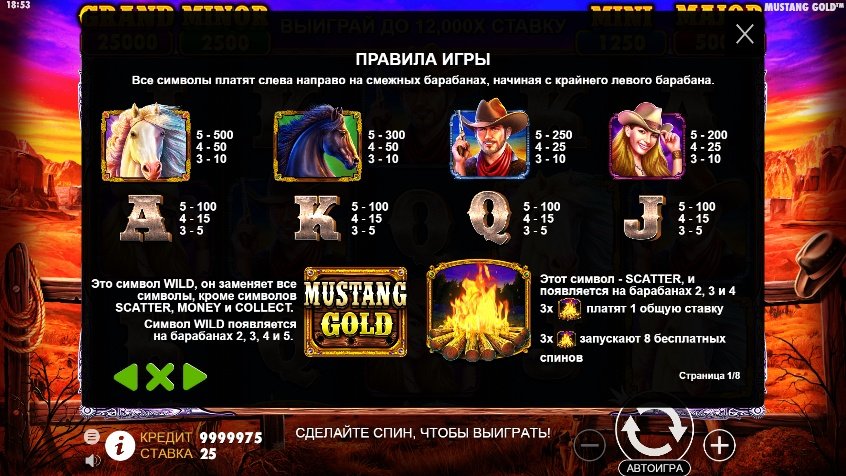 18:53
MUSTANG GOLD™
GRAND MINOR
ВЫИГРАЙ ДО 12,000X СТАВКУ
MINI MAJOR
25000
2500
1250
ПРАВИЛА ИГРЫ
Все символы платят слева направо на смежных барабанах, начиная с крайнего левого барабана.
5 - 500
4 - 50
3 - 10
5 - 300
4 - 50
3 - 10
5 - 250
4 - 25
3 - 10
5 - 200
4 - 25
3 - 10
A
5 - 100
4 - 15
3 - 5
K
5 - 100
4 - 15
3 - 5
Q
5 - 100
4 - 15
3 - 5
J
5 - 100
4 - 15
3 - 5
Это символ WILD, он заменяет все
символы, кроме символов
SCATTER, MONEY и COLLECT.
Символ WILD появляется
на барабанах 2, 3, 4 и 5.
MUSTANG
GOLD
Этот символ - SCATTER, и
появляется на барабанах 2, 3 и 4
3x платят 1 общую ставку
3x запускают 8 бесплатных
спинов
Страница 1/8
КРЕДИТ 9999975
СТАВКА 25
СДЕЛАЙТЕ СПИН, ЧТОБЫ ВЫИГРАТЬ!
АВТОИГРА